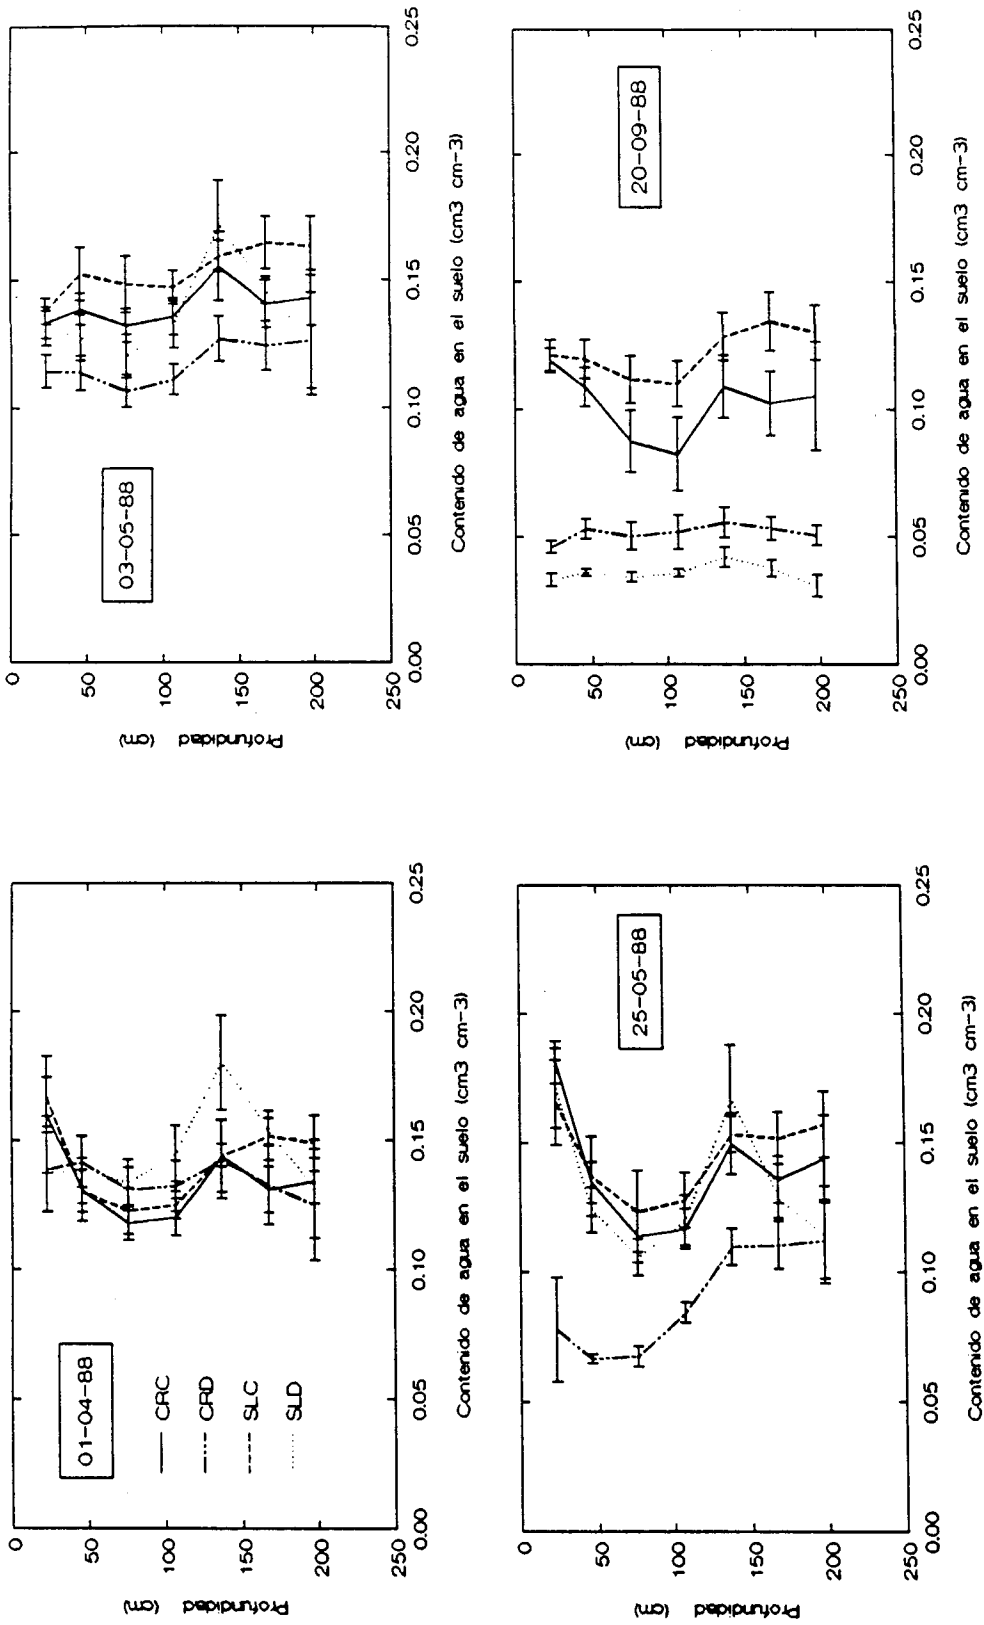 0.00 0.05 0.10 0.15 0.20 0.25
Contenido de agua en el suelo (cm3 cm-3)
0
50
100
150
200
250
Profundidad
(cm)
01-04-88
CRC
CRD
SLC
SLD
0.00 0.05 0.10 0.15 0.20 0.25
Contenido de agua en el suelo (cm3 cm-3)
0
50
100
150
200
250
Profundidad
(cm)
03-05-88
0.00 0.05 0.10 0.15 0.20 0.25
Contenido de agua en el suelo (cm3 cm-3)
0
50
100
150
200
250
Profundidad
(cm)
25-05-88
0.00 0.05 0.10 0.15 0.20 0.25
Contenido de agua en el suelo (cm3 cm-3)
0
50
100
150
200
250
Profundidad
(cm)
20-09-88